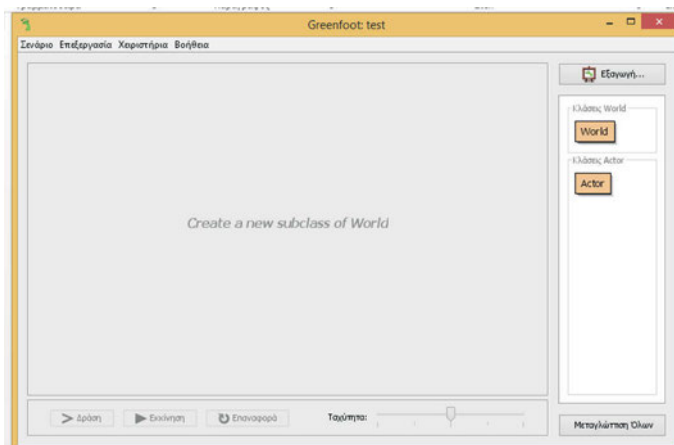 Greenfoot: test
Σενάριο Επεξεργασία Χειριστήρια Βοήθεια
Εξαγωγή...
Κλάσεις World
World
Κλάσεις Actor
Actor
Create a new subclass of World
Δράση Εκκίνηση Επαναφορά Ταχύτητα:
Μεταγλώττιση Όλων